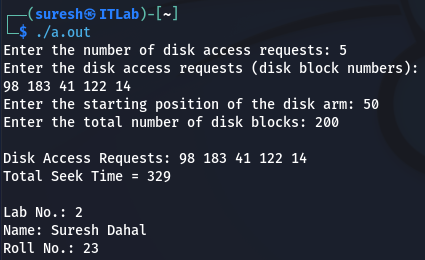 ┌──(suresh㉿ITLab)-[~]
└─$ ./a.out
Enter the number of disk access requests: 5
Enter the disk access requests (disk block numbers):
98 183 41 122 14
Enter the starting position of the disk arm: 50
Enter the total number of disk blocks: 200
Disk Access Requests: 98 183 41 122 14
Total Seek Time = 329
Lab No.: 2
Name: Suresh Dahal
Roll No.: 23